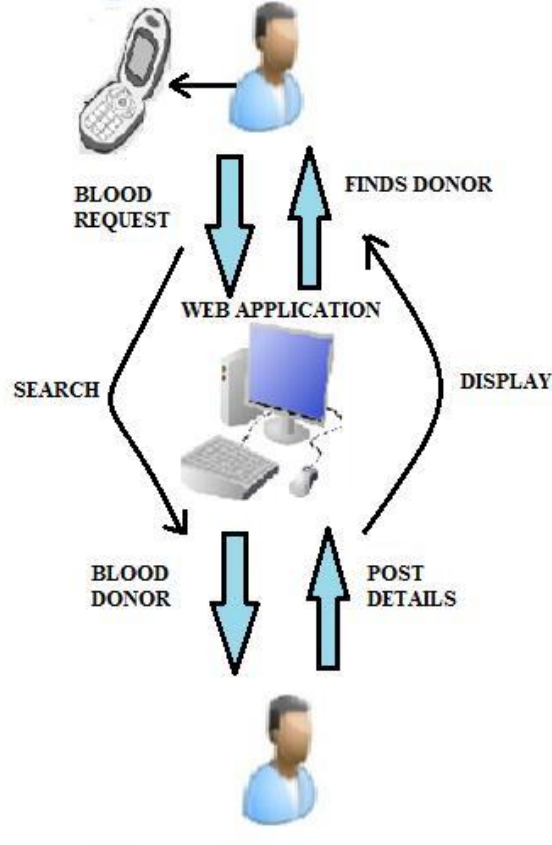 BLOOD
REQUEST
FINDS DONOR
WEB APPLICATION
SEARCH
DISPLAY
BLOOD
DONOR
POST
DETAILS